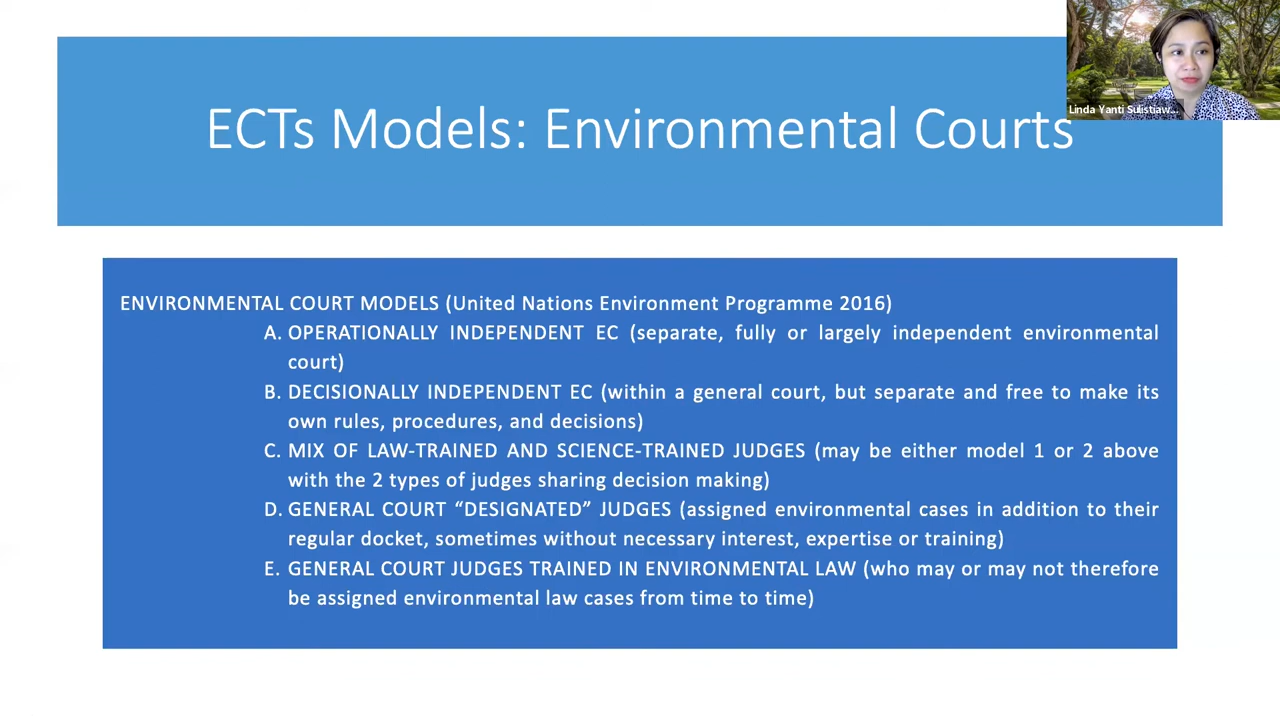 Linda Yanti Sulistiaw...
ECTs Models: Environmental Courts
ENVIRONMENTAL COURT MODELS (United Nations Environment Programme 2016)
A. OPERATIONALLY INDEPENDENT EC (separate, fully or largely independent environmental
court)
B. DECISIONALLY INDEPENDENT EC (within a general court, but separate and free to make its
own rules, procedures, and decisions)
C. MIX OF LAW-TRAINED AND SCIENCE-TRAINED JUDGES (may be either model 1 or 2 above
with the 2 types of judges sharing decision making)
D. GENERAL COURT “DESIGNATED” JUDGES (assigned environmental cases in addition to their
regular docket, sometimes without necessary interest, expertise or training)
E. GENERAL COURT JUDGES TRAINED IN ENVIRONMENTAL LAW (who may or may not therefore
be assigned environmental law cases from time to time)